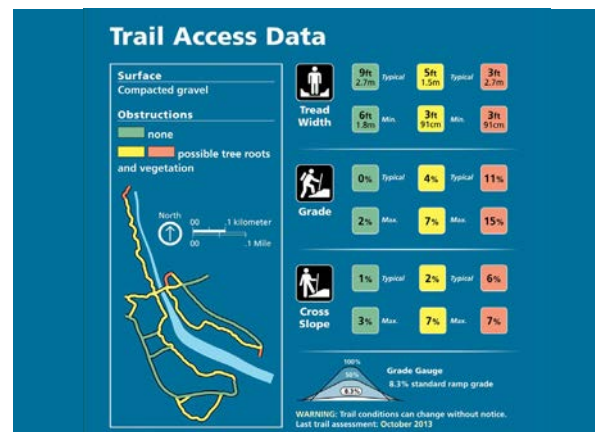 Trail Access Data
Surface
Compacted gravel
Obstructions
none
possible tree roots
and vegetation
North
00 .1 kilometer
00 .1 Mile
Tread
Width
9ft
2.7m
Typical
5ft
1.5m
Typical
3ft
2.7m
6ft
1.8m
Min.
3ft
91cm
Min.
3ft
91cm
Grade
0% Typical 4% Typical 11%
2% Max. 7% Max. 15%
Cross
Slope
1% Typical 2% Typical 6%
3% Max. 7% Max. 7%
100%
50%
8.3%
Grade Gauge
8.3% standard ramp grade
WARNING: Trail conditions can change without notice.
Last trail assessment: October 2013